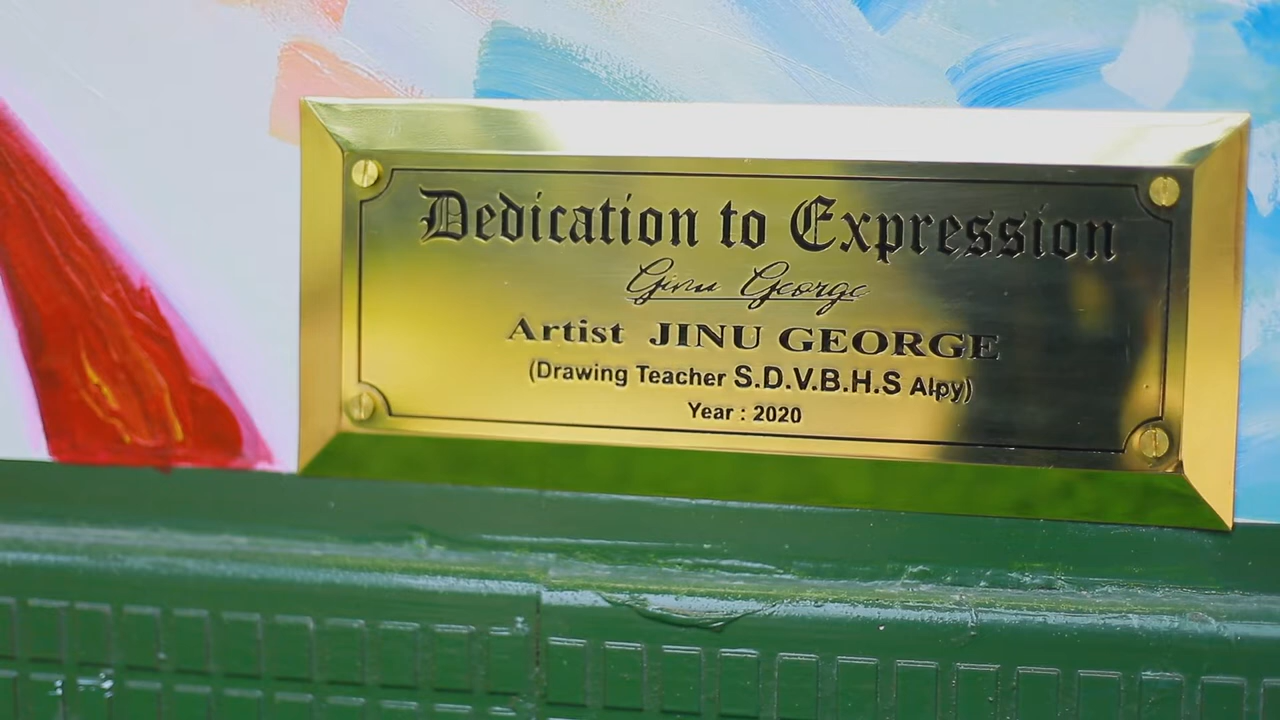 Dedication to Expression
Ginu George
Artist JINU GEORGE
(Drawing Teacher S.D.V.B.H.S Alpy)
Year : 2020